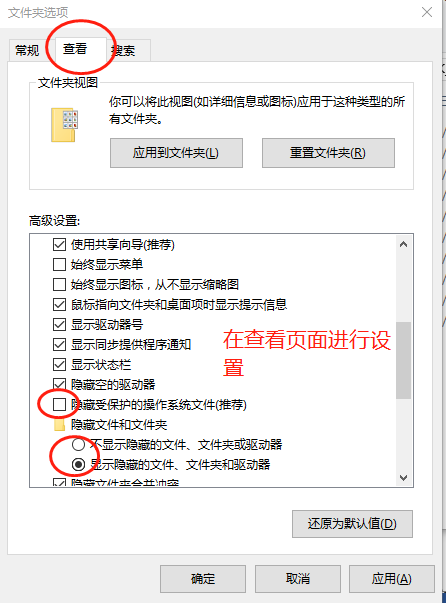 文件夹选项
常规
查看
搜索
文件夹视图
你可以将此视图(如详细信息或图标)应用于这种类型的所
有文件夹。
应用到文件夹(L)
重置文件夹(R)
高级设置:
使用共享向导(推荐)
始终显示菜单
始终显示图标，从不显示缩略图
鼠标指向文件夹和桌面项时显示提示信息
显示驱动器号
显示同步提供程序通知
显示状态栏
隐藏空的驱动器
隐藏受保护的操作系统文件(推荐)
隐藏文件和文件夹
不显示隐藏的文件、文件夹或驱动器
显示隐藏的文件、文件夹和驱动器
隐藏文件夹合并冲突
在查看页面进行设
置
还原为默认值(D)
确定
取消
应用(A)